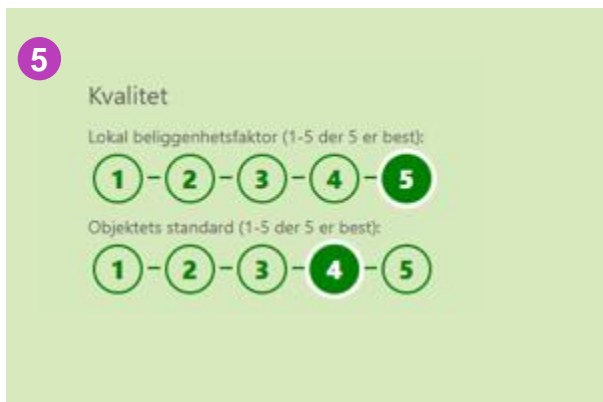 5
Kvalitet
Lokal beliggenhetsfaktor (1-5 der 5 er best):
1-2-3-4-5
Objektets standard (1-5 der 5 er best):
1-2-3-4-5